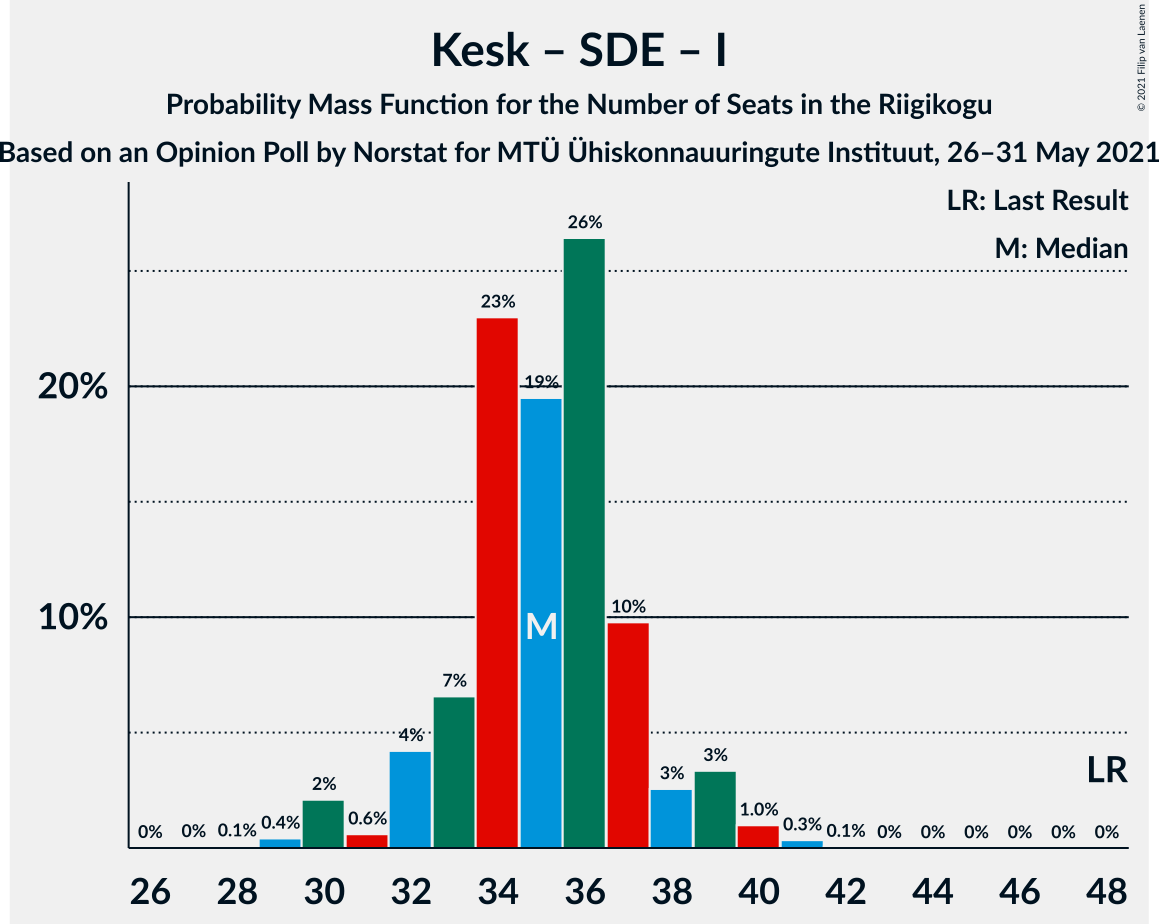 Kesk – SDE – I
Probability Mass Function for the Number of Seats in the Riigikogu
Based on an Opinion Poll by Norstat for MTÜ Ühiskonnauuringute Instituut, 26–31 May 2021
© 2021 Filip van Laenen
LR: Last Result
M: Median
20%
10%
0% 0% 0.1% 0.4% 2% 0.6% 4% 7% 23% 19% 26% 10% 3% 3% 1.0% 0.3% 0.1% 0% 0% 0% 0% 0% 0%
M
LR
26 28 30 32 34 36 38 40 42 44 46 48